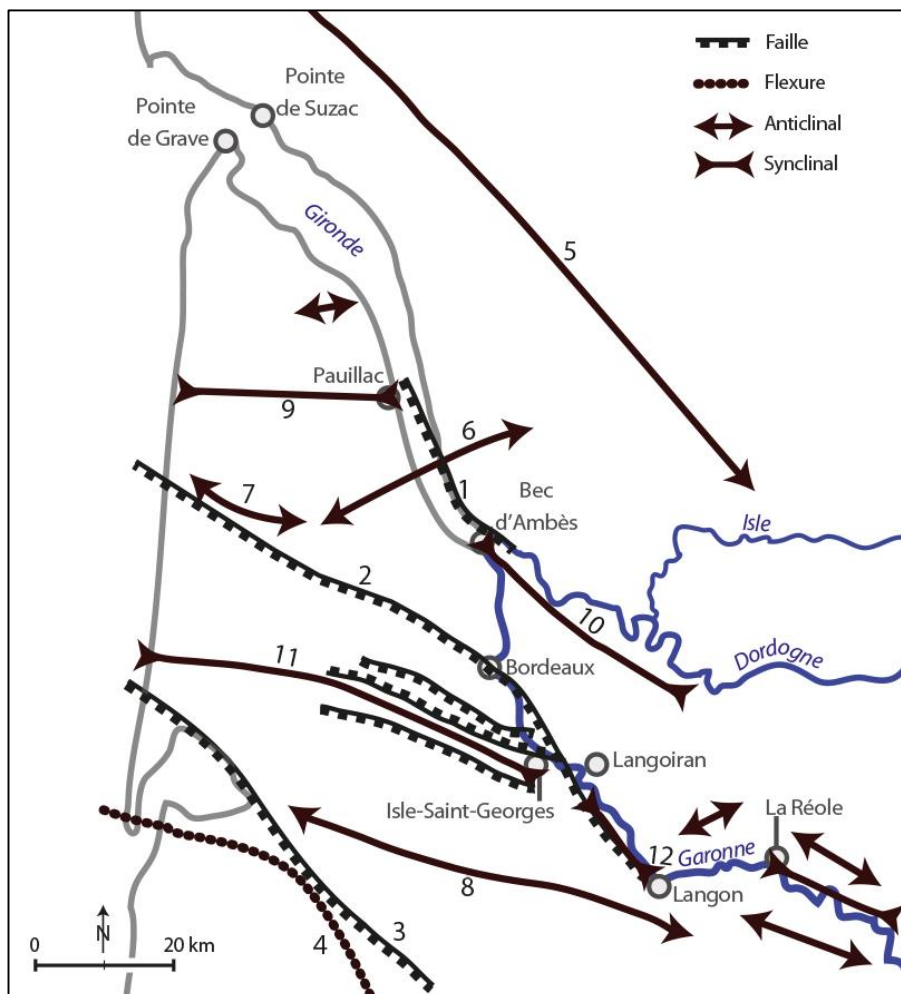 Faille
Flexure
Anticlinal
Synclinal
Pointe
de Suzac
Pointe
de Grave
Gironde
5
Pauillac
9
6
7
1
Bec
d'Ambès
Isle
2
10
Dordogne
11
Bordeaux
Langoiran
Isle-Saint-Georges
La Réole
12
Garonne
8
Langon
N
0
20 km
4
3